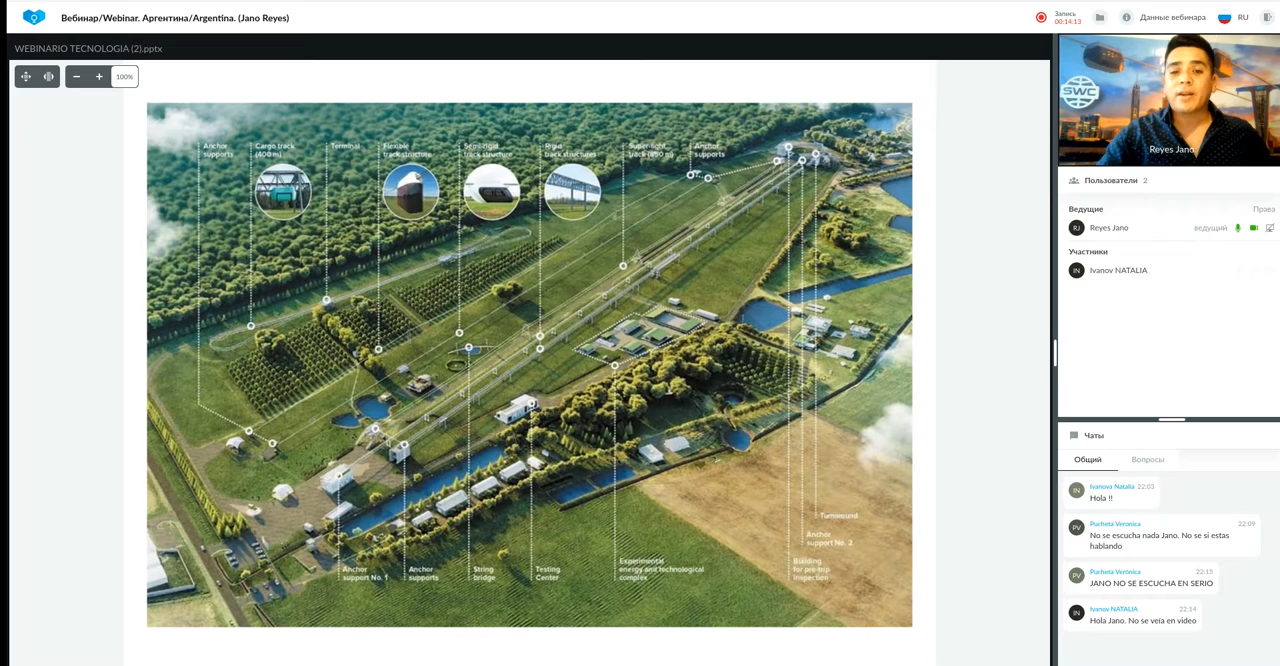 Вебинар/Webinar. Аргентина/Argentina. (Jano Reyes)
Запись
00:14:13
Данные вебинара
RU
WEBINARIO TECNOLOGIA (2).pptx
100%
Anchor
supports
Cargo track
(400 m)
Terminal
Flexible
track structure
Semi-rigid
track structure
Rigid
track structures
Super-light
track (850 m)
Anchor
supports
Turnaround
Anchor
support No. 2
Building
for pre-trip
inspection
Anchor
support No. 1
Anchor
supports
String
bridge
Testing
Center
Experimental
energy and technological
complex
SWC
Reyes Jano
Пользователи 2
Ведущие
Права
RJ
Reyes Jano
ведущий
Участники
IN
Ivanov NATALIA
Чаты
Общий
Вопросы
IN
Ivanova Natalia 22:03
Hola !!
PV
Pucheta Veronica 22:09
No se escucha nada Jano. No se si estas
hablando
PV
Pucheta Verónica 22:15
JANO NO SE ESCUCHA EN SERIO
IN
Ivanov NATALIA 22:14
Hola Jano. No se veía en video